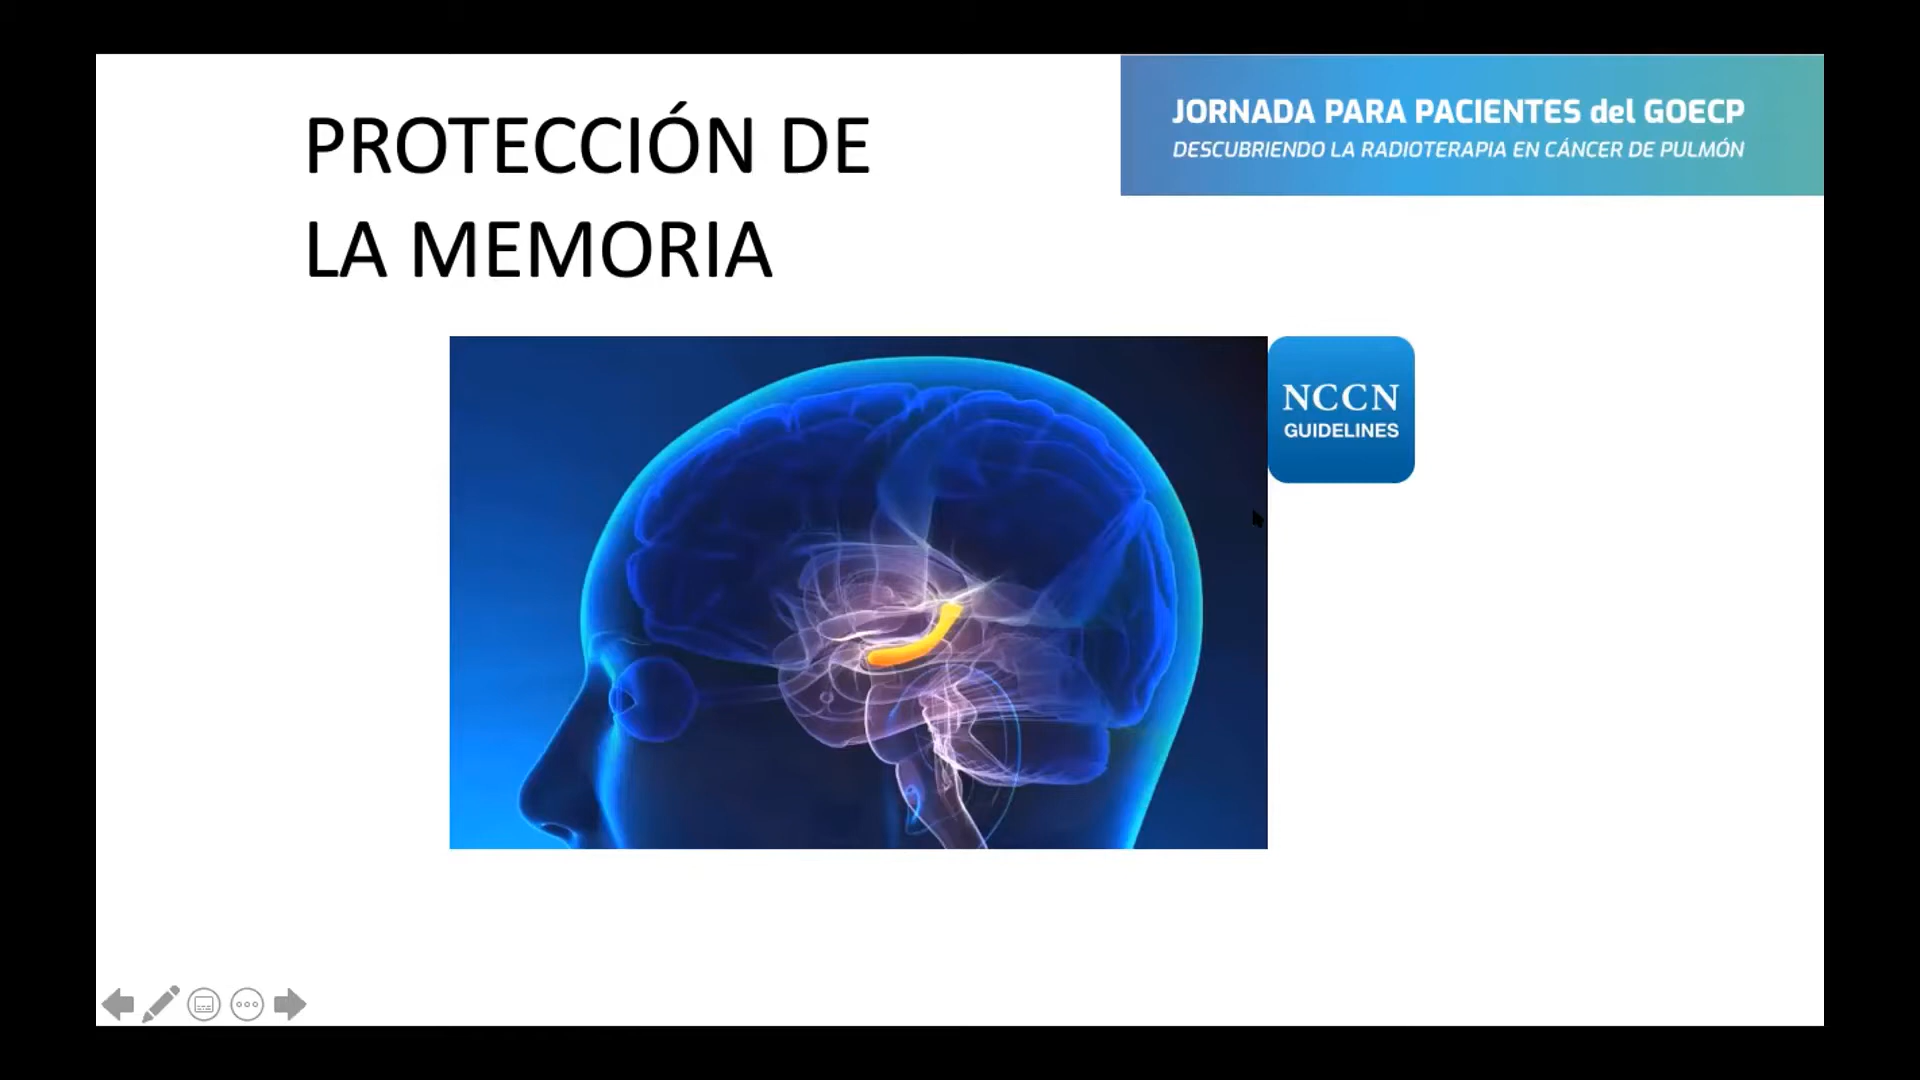 PROTECCIÓN DE
LA MEMORIA
JORNADA PARA PACIENTES del GOECP
DESCUBRIENDO LA RADIOTERAPIA EN CÁNCER DE PULMÓN
NCCN
GUIDELINES